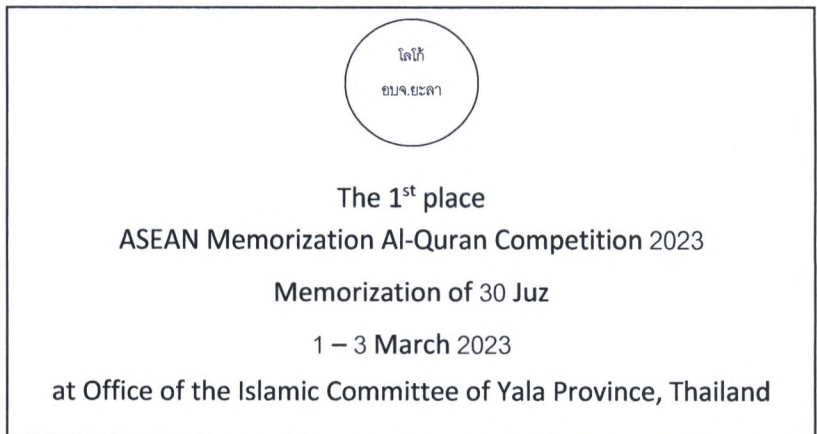 โลโก้
อบจ.ยะลา
The 1st place
ASEAN Memorization Al-Quran Competition 2023
Memorization of 30 Juz
1 – 3 March 2023
at Office of the Islamic Committee of Yala Province, Thailand